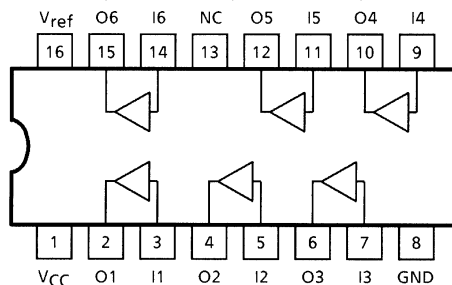 Vref O6 I6 NC O5 I5 O4 I4
16 15 14 13 12 11 10 9
1 2 3 4 5 6 7 8
VCC O1 I1 O2 I2 O3 I3 GND